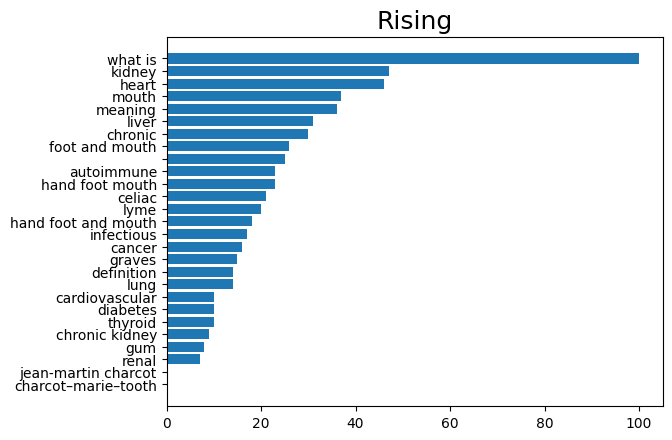 Rising
what is
kidney
heart
mouth
meaning
liver
chronic
foot and mouth
autoimmune
hand foot mouth
celiac
lyme
hand foot and mouth
infectious
cancer
graves
definition
lung
cardiovascular
diabetes
thyroid
chronic kidney
gum
renal
jean-martin charcot
charcot–marie–tooth
0 20 40 60 80 100